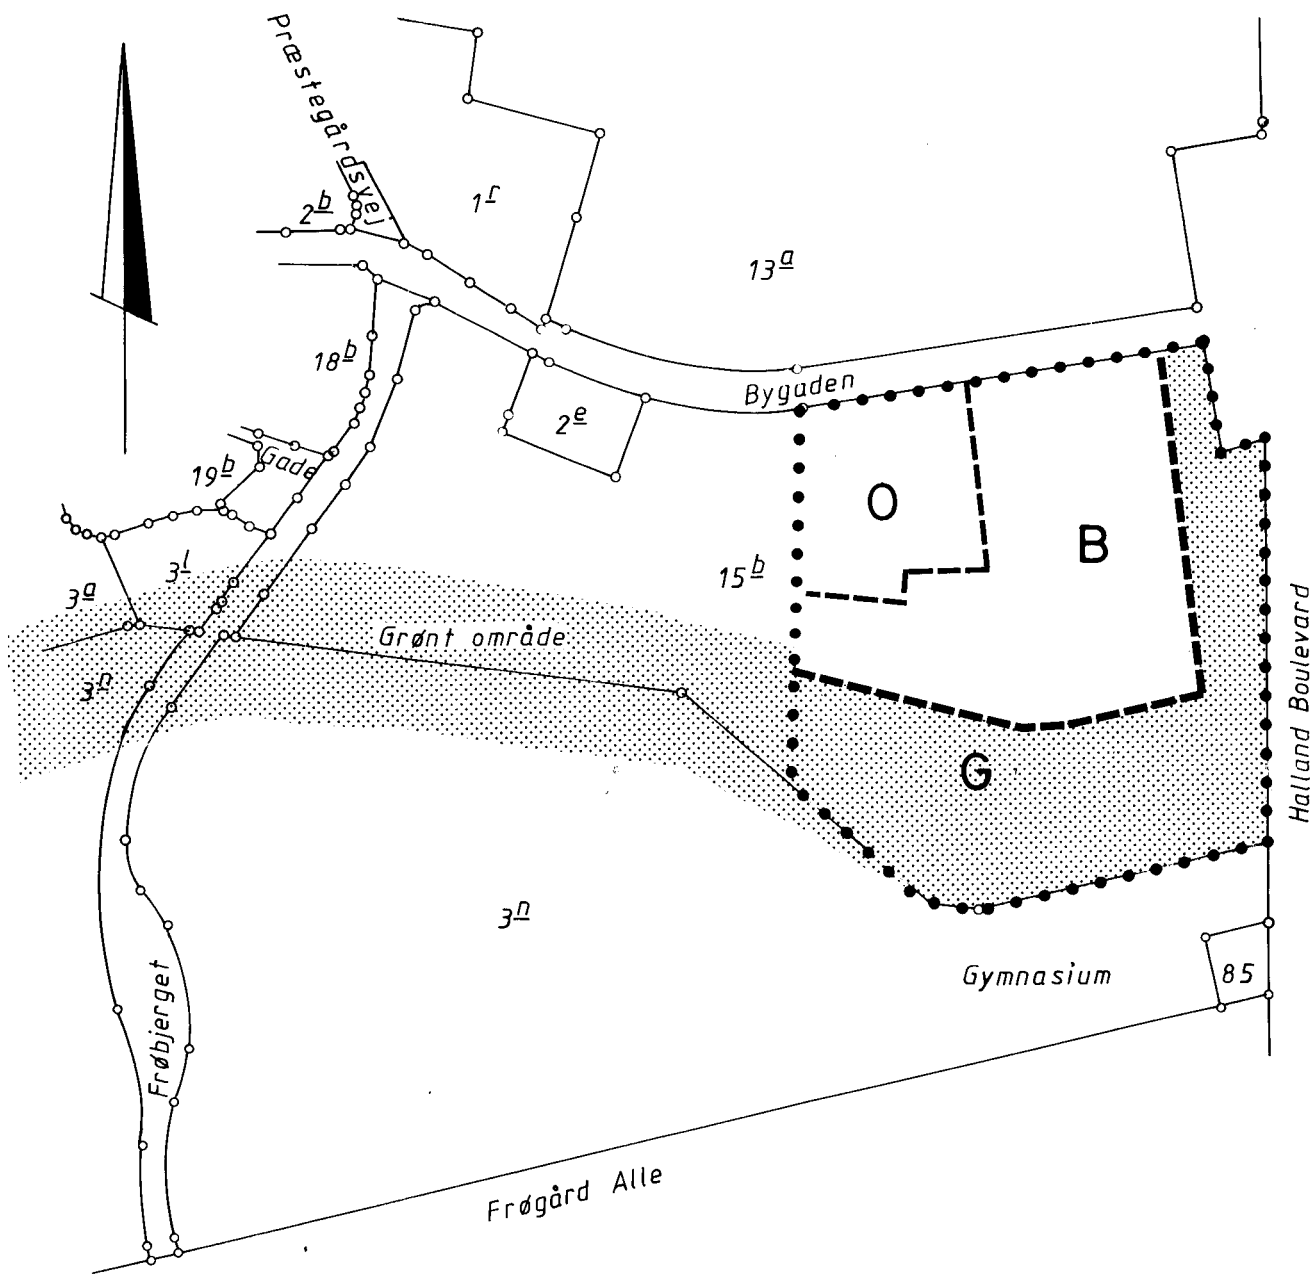 Præstegårdsvej
2b
1r
13a
18b
Bygaden
2e
Gade
19b
O
B
3l
15b
3a
Grønt område
3n
Halland Boulevard
G
3n
Gymnasium
85
Frøbjerget
Frøgård Alle